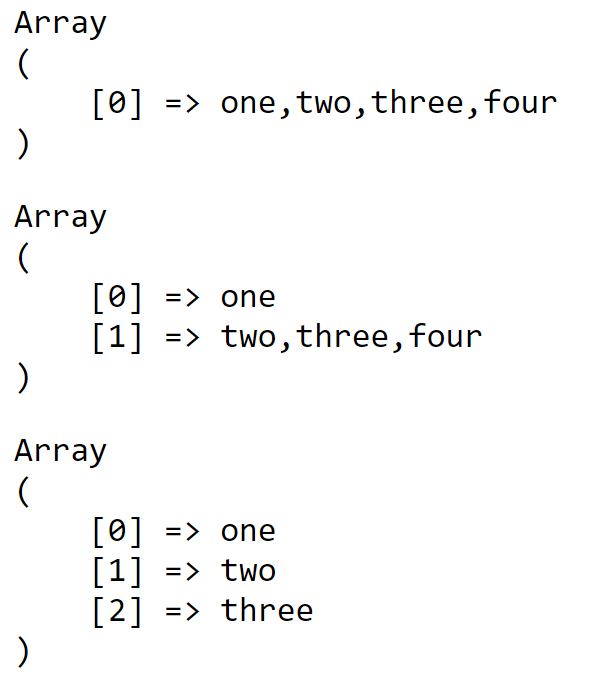 Array
(
    [0] => one,two,three,four
)

Array
(
    [0] => one
    [1] => two,three,four
)

Array
(
    [0] => one
    [1] => two
    [2] => three
)